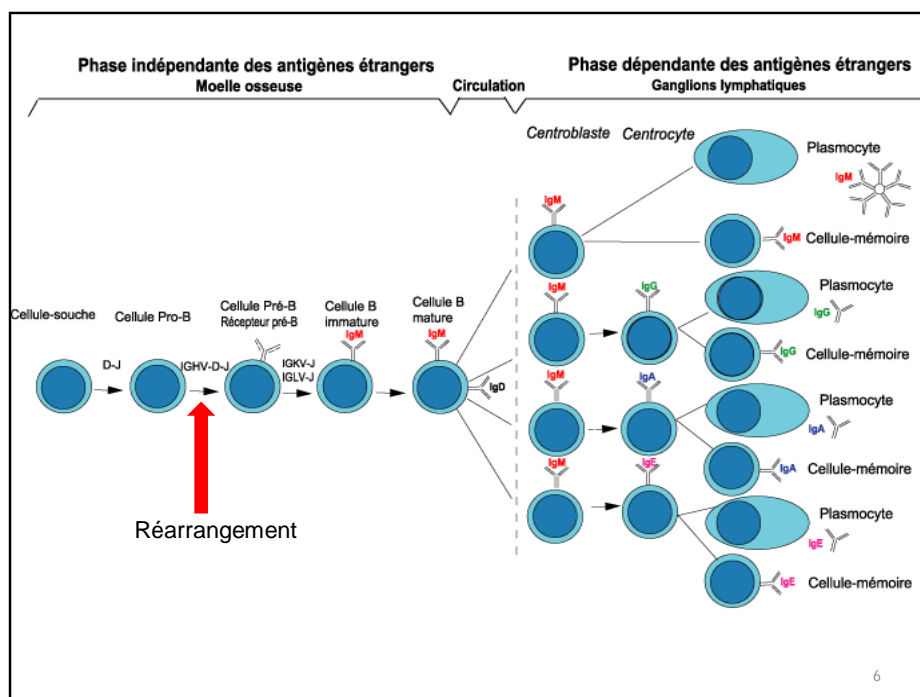 Phase indépendante des antigènes étrangers
Moelle osseuse
Circulation
Phase dépendante des antigènes étrangers
Ganglions lymphatiques
Centroblaste
Centrocyte
Plasmocyte
IgM
IgM
IgM
Cellule-mémoire
Cellule-souche
Cellule Pro-B
Cellule Pré-B
Récepteur pré-B
Cellule B
immature
IgM
Cellule B
mature
IgM
D-J
IGHV-D-J
IGKV-J
IGLV-J
IgD
IgM
IgG
Plasmocyte
IgG
IgG
Cellule-mémoire
IgM
IgA
Plasmocyte
IgA
IgA
Cellule-mémoire
IgM
IgE
Plasmocyte
IgE
IgE
Cellule-mémoire
Réarrangement
6